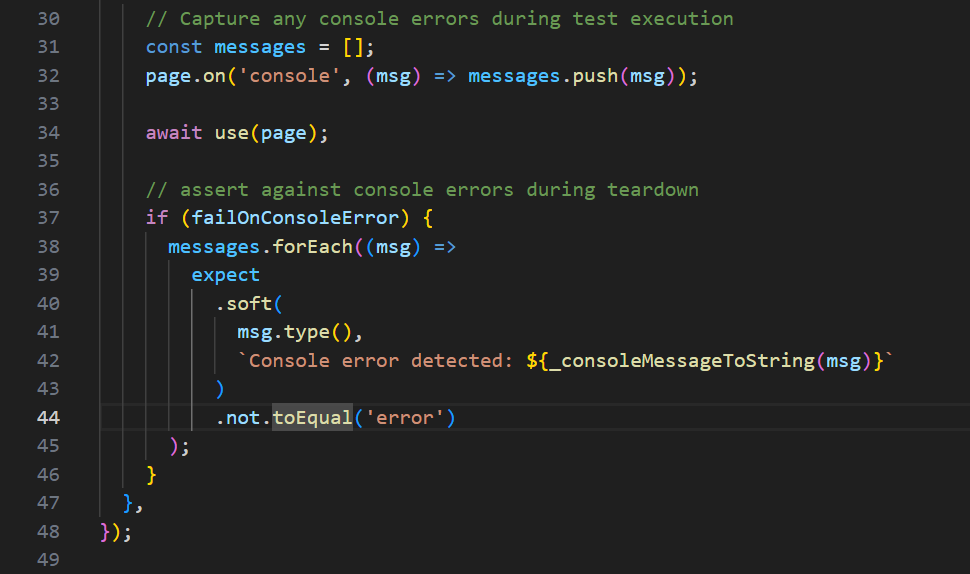 30 // Capture any console errors during test execution
31 const messages = [];
32 page.on('console', (msg) => messages.push(msg));
33
34 await use(page);
35
36 // assert against console errors during teardown
37 if (failOnConsoleError) {
38 messages.forEach((msg) =>
39 expect
40 .soft(
41 msg.type(),
42 `Console error detected: ${_consoleMessageToString(msg)}`
43 )
44 .not.toEqual('error')
45 );
46 }
47 },
48 });
49